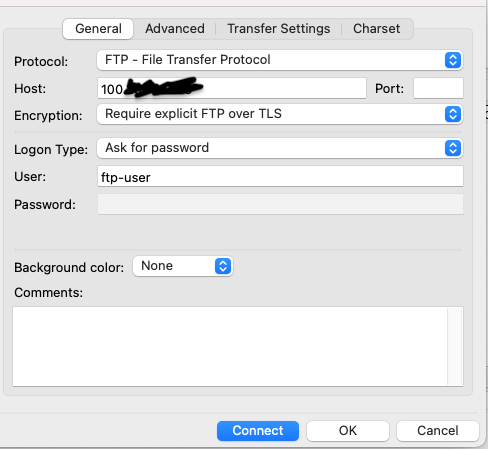 General Advanced Transfer Settings Charset
Protocol: FTP - File Transfer Protocol
Host: 100. Port:
Encryption: Require explicit FTP over TLS
Logon Type: Ask for password
User: ftp-user
Password:
Background color: None
Comments:
Connect OK Cancel